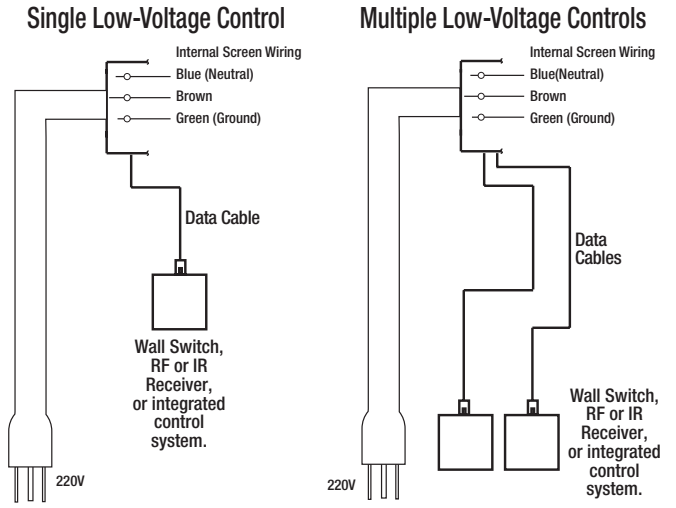 Single Low-Voltage Control
Internal Screen Wiring
Blue (Neutral)
Brown
Green (Ground)
Data Cable
Wall Switch,
RF or IR
Receiver,
or integrated
control
system.
220V
Multiple Low-Voltage Controls
Internal Screen Wiring
Blue(Neutral)
Brown
Green (Ground)
Data
Cables
Wall Switch,
RF or IR
Receiver,
or integrated
control
system.
220V